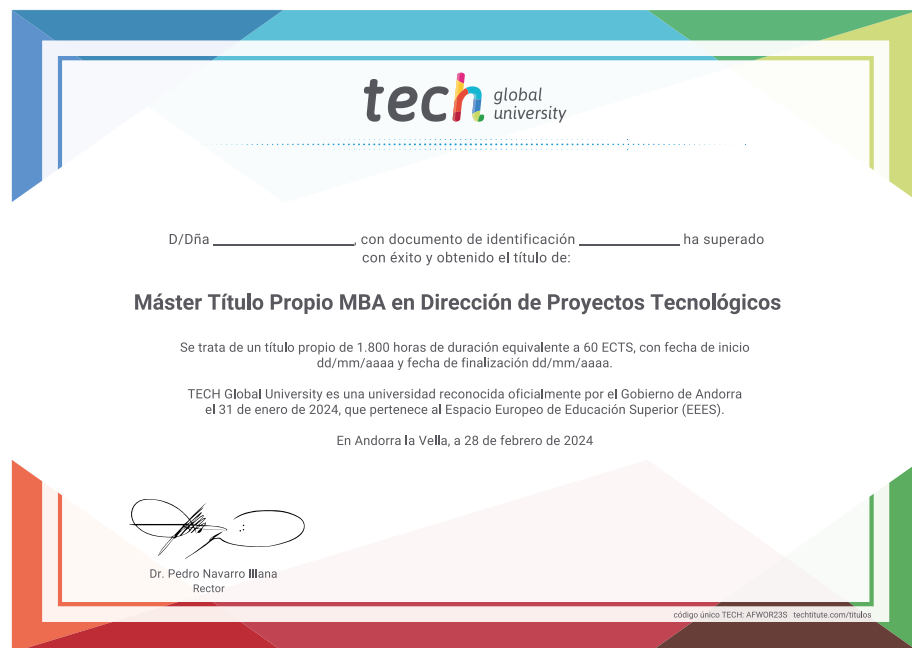 tech global university
D/Dña ____________, con documento de identificación ____________ ha superado
con éxito y obtenido el título de:
Máster Título Propio MBA en Dirección de Proyectos Tecnológicos
Se trata de un título propio de 1.800 horas de duración equivalente a 60 ECTS, con fecha de inicio
dd/mm/aaaa y fecha de finalización dd/mm/aaaa.
TECH Global University es una universidad reconocida oficialmente por el Gobierno de Andorra
el 31 de enero de 2024, que pertenece al Espacio Europeo de Educación Superior (EEES).
En Andorra la Vella, a 28 de febrero de 2024
Dr. Pedro Navarro Illana
Rector
código único TECH: AFWOR23S techtitute.com/titulos